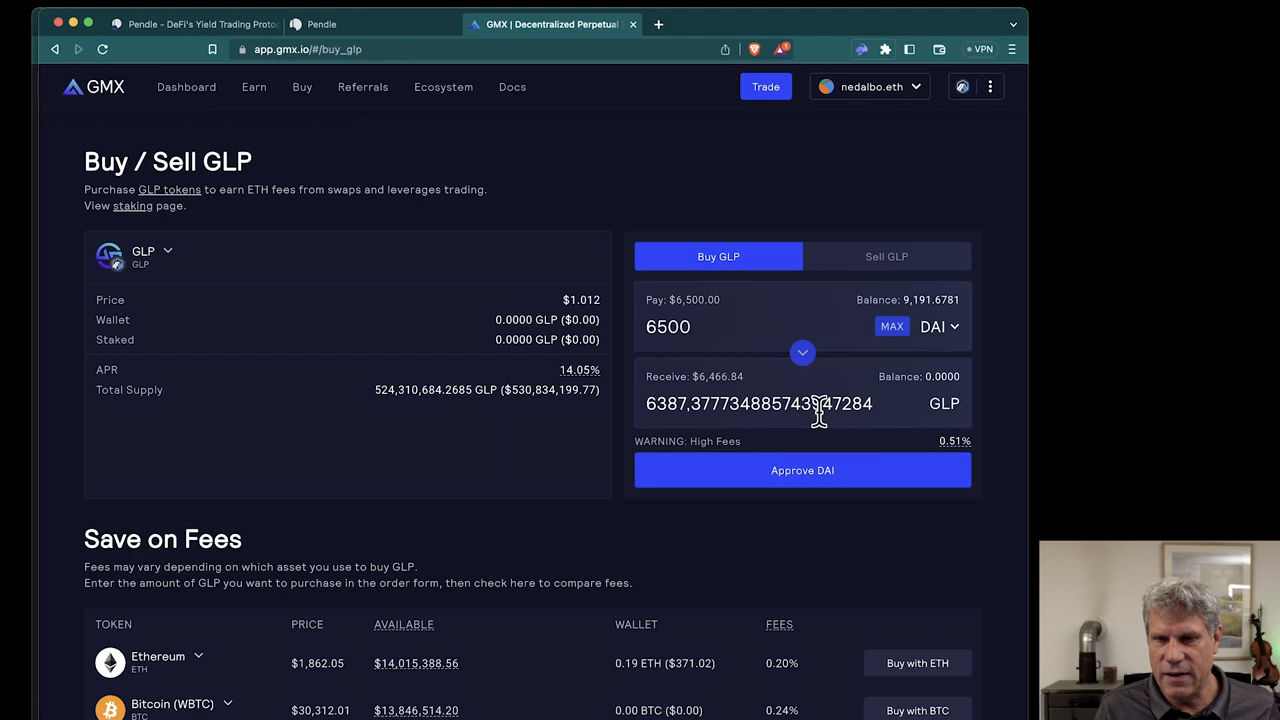 Pendle - DeFi's Yield Trading Proto
Pendle
GMX | Decentralized Perpetual
app.gmx.io/#/buy_glp
1
VPN
GMX
Dashboard
Earn
Buy
Referrals
Ecosystem
Docs
Trade
nedalbo.eth
Buy / Sell GLP
Purchase GLP tokens to earn ETH fees from swaps and leverages trading.
View staking page.
GLP
GLP
Price $1.012
Wallet 0.0000 GLP ($0.00)
Staked 0.0000 GLP ($0.00)
APR 14.05%
Total Supply 524,310,684.2685 GLP ($530,834,199.77)
Buy GLP Sell GLP
Pay: $6,500.00 Balance: 9,191.6781
6500 MAX DAI
Receive: $6,466.84 Balance: 0.0000
GLP
WARNING: High Fees 0.51%
Approve DAI
Save on Fees
Fees may vary depending on which asset you use to buy GLP.
Enter the amount of GLP you want to purchase in the order form, then check here to compare fees.
TOKEN PRICE AVAILABLE WALLET FEES
Ethereum
ETH
$1,862.05 $14,015,388.56 0.19 ETH ($371.02) 0.20% Buy with ETH
Bitcoin (WBTC)
BTC
$30,312.01 $13,846,514.20 0.00 BTC ($0.00) 0.24% Buy with BTC